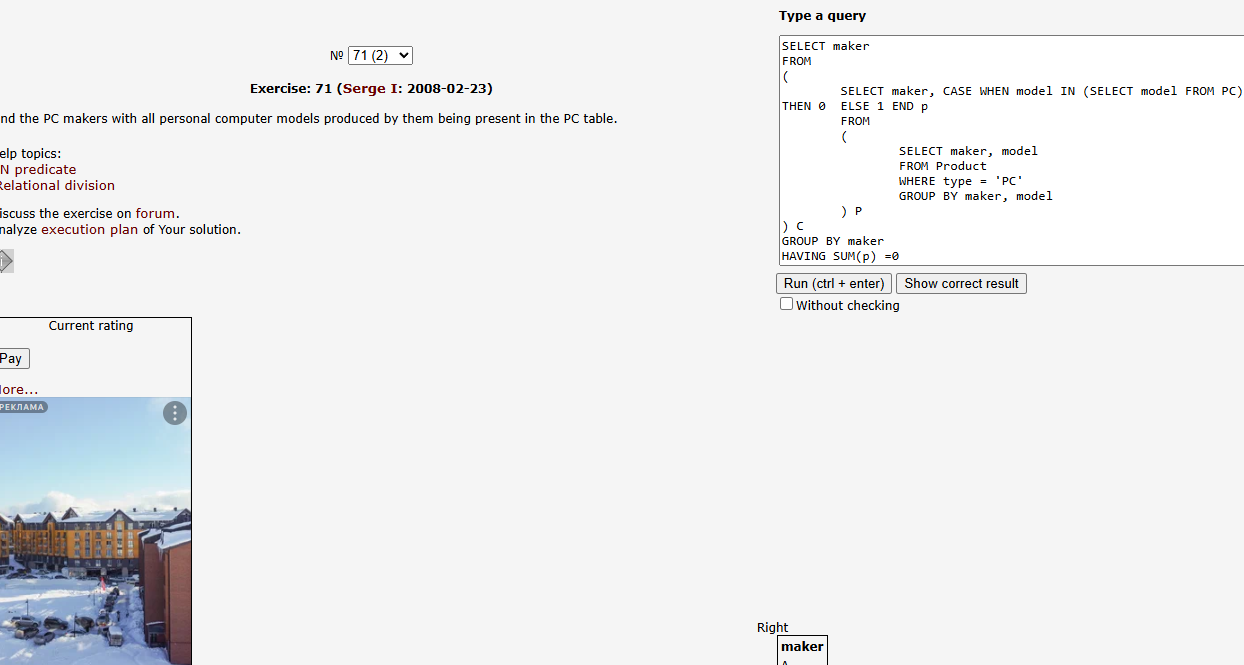 Type a query
№ 71 (2)
Exercise: 71 (Serge I: 2008-02-23)
nd the PC makers with all personal computer models produced by them being present in the PC table.
elp topics:
N predicate
Relational division
iscuss the exercise on forum.
nalyze execution plan of Your solution.
Current rating
Pay
ore...
РЕКЛАМА
SELECT maker
FROM
(
SELECT maker, CASE WHEN model IN (SELECT model FROM PC)
THEN 0 ELSE 1 END p
FROM
(
SELECT maker, model
FROM Product
WHERE type = 'PC'
GROUP BY maker, model
) P
) C
GROUP BY maker
HAVING SUM(p) =0
Run (ctrl + enter) Show correct result
Without checking
Right
maker